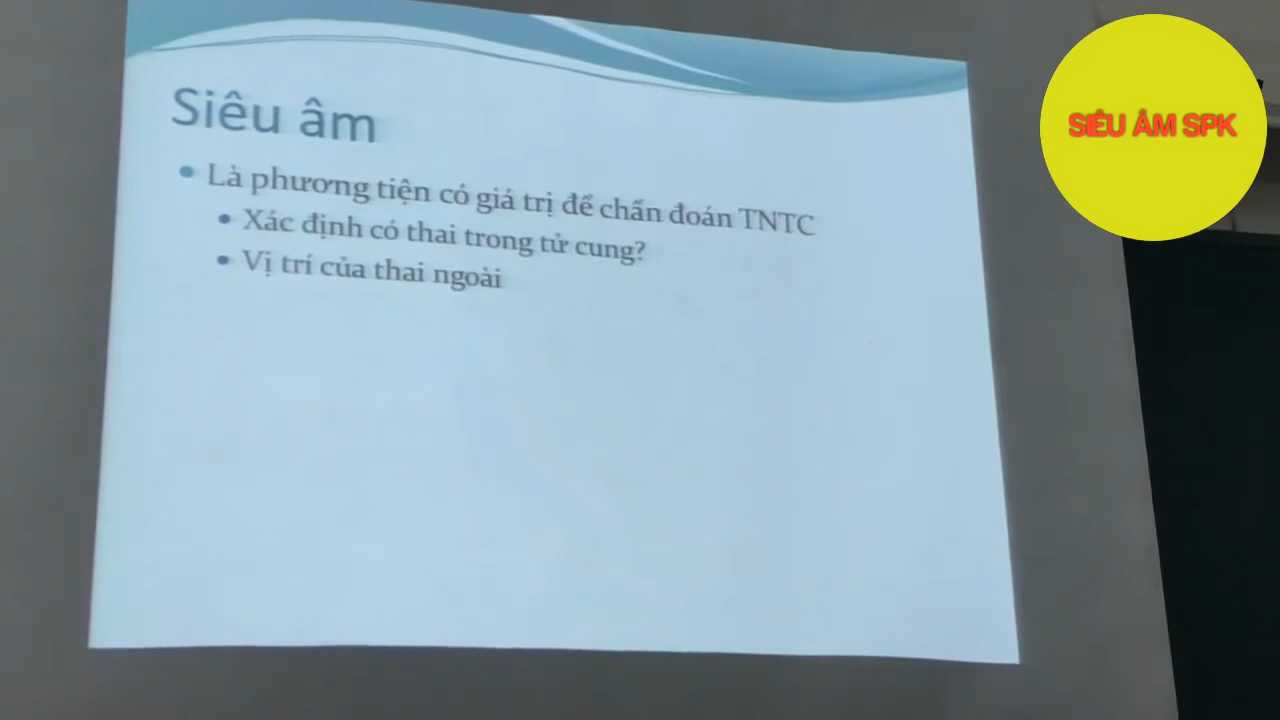 Siêu âm
Là phương tiện có giá trị để chẩn đoán TNTC
Xác định có thai trong tử cung?
Vị trí của thai ngoài
SIÊU ÂM SPK